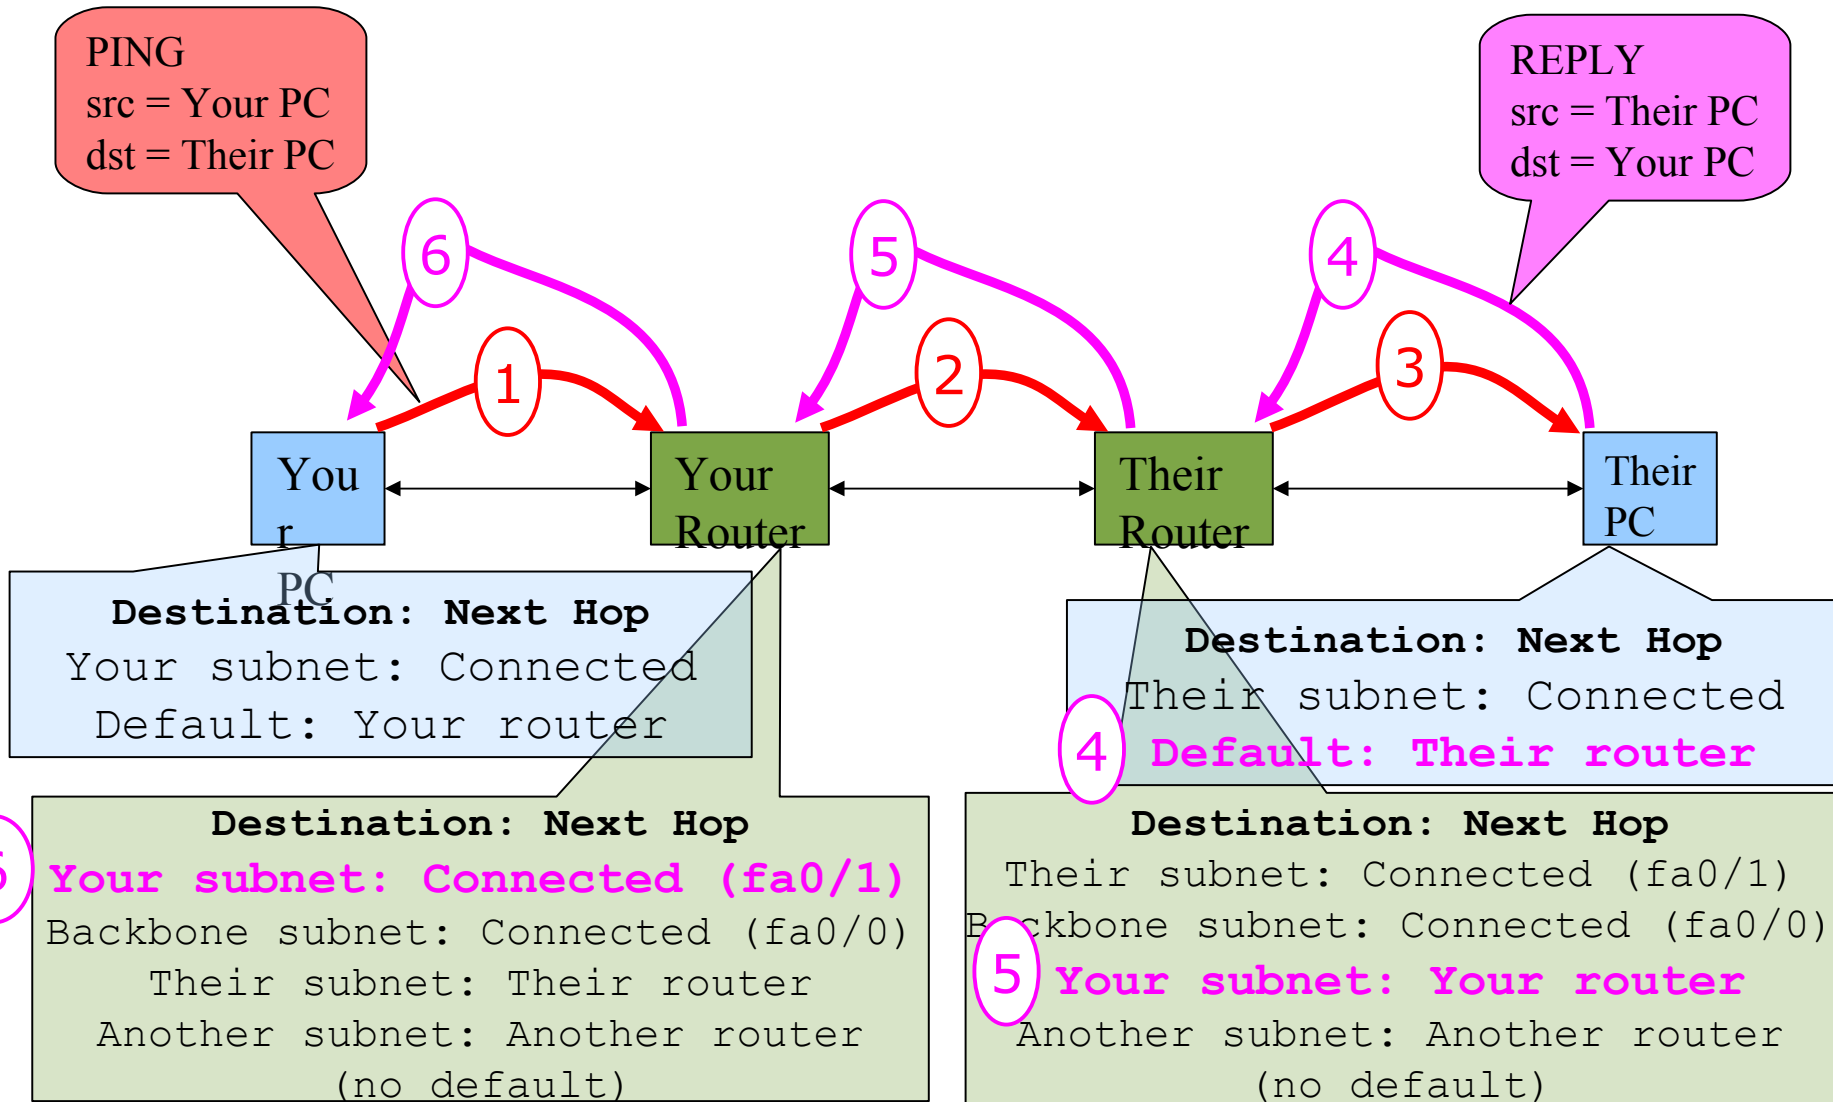 PING
src = Your PC
dst = Their PC
REPLY
src = Their PC
dst = Your PC
6
5
4
1
2
3
You
r
PC
Your
Router
Their
Router
Their
PC
Destination: Next Hop
Your subnet: Connected
Default: Your router
Destination: Next Hop
Their subnet: Connected
4 Default: Their router
Destination: Next Hop
6 Your subnet: Connected (fa0/1)
Backbone subnet: Connected (fa0/0)
Their subnet: Their router
Another subnet: Another router
(no default)
Destination: Next Hop
Their subnet: Connected (fa0/1)
Backbone subnet: Connected (fa0/0)
5 Your subnet: Your router
Another subnet: Another router
(no default)